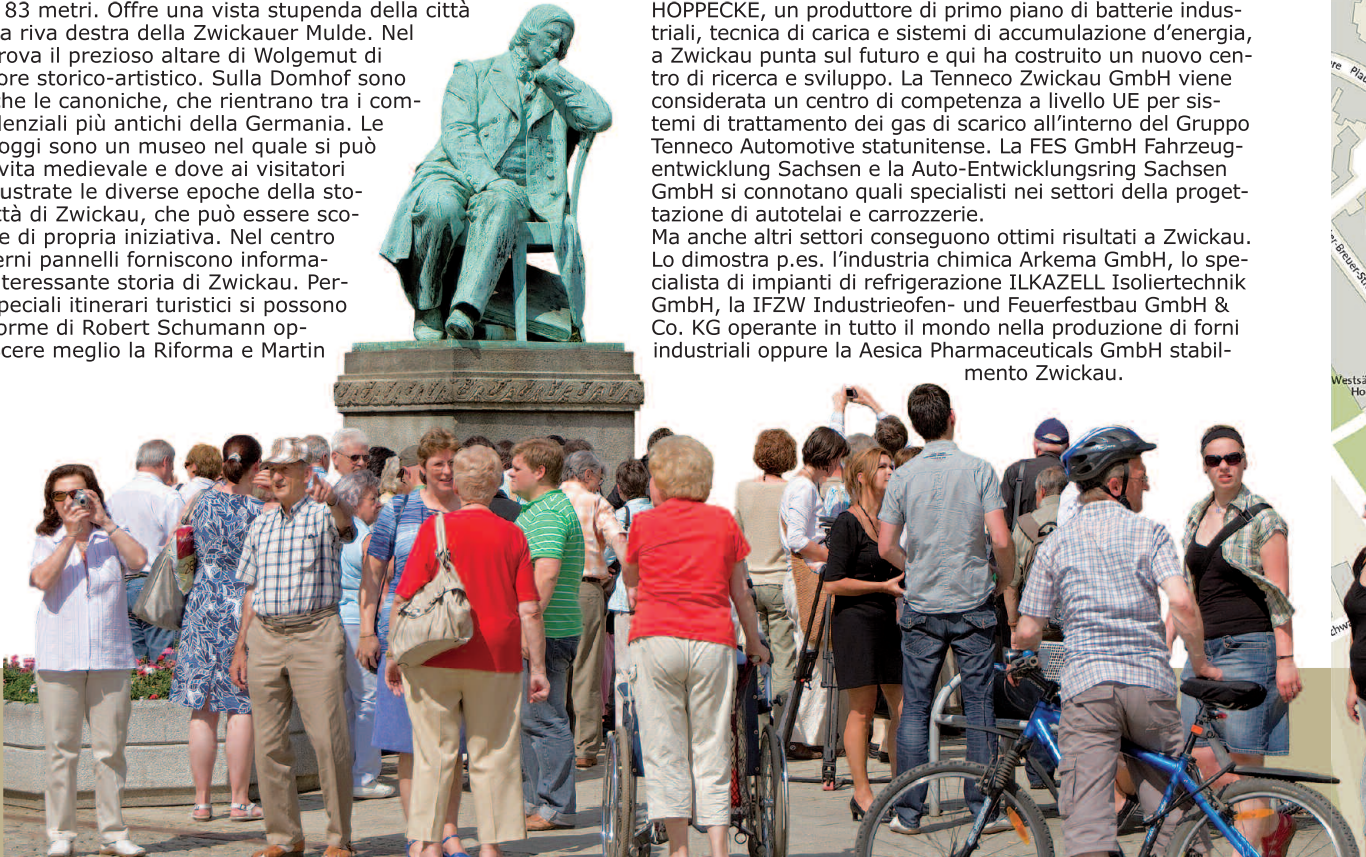 83 metri. Offre una vista stupenda della città
a riva destra della Zwickauer Mulde. Nel
rova il prezioso altare di Wolgemut di
ore storico-artistico. Sulla Domhof sono
che le canoniche, che rientrano tra i com-
denziali più antichi della Germania. Le
oggi sono un museo nel quale si può
vita medievale e dove ai visitatori
lustrate le diverse epoche della sto-
ttà di Zwickau, che può essere sco-
e di propria iniziativa. Nel centro
erni pannelli forniscono informa-
nteressante storia di Zwickau. Per-
peciali itinerari turistici si possono
orme di Robert Schumann op-
cere meglio la Riforma e Martin
HOPPECKE, un produttore di primo piano di batterie indus-
triali, tecnica di carica e sistemi di accumulazione d'energia,
a Zwickau punta sul futuro e qui ha costruito un nuovo cen-
tro di ricerca e sviluppo. La Tenneco Zwickau GmbH viene
considerata un centro di competenza a livello UE per sis-
temi di trattamento dei gas di scarico all'interno del Gruppo
Tenneco Automotive statunitense. La FES GmbH Fahrzeug-
entwicklung Sachsen e la Auto-Entwicklungsring Sachsen
GmbH si connotano quali specialisti nei settori della proget-
tazione di autotelai e carrozzerie.
Ma anche altri settori conseguono ottimi risultati a Zwickau.
Lo dimostra p.es. l'industria chimica Arkema GmbH, lo spe-
cialista di impianti di refrigerazione ILKAZELL Isoliertechnik
GmbH, la IFZW Industrieofen- und Feuerfestbau GmbH &
Co. KG operante in tutto il mondo nella produzione di forni
industriali oppure la Aesica Pharmaceuticals GmbH stabil-
mento Zwickau.
er-Breuer-St
Westsä
Ho